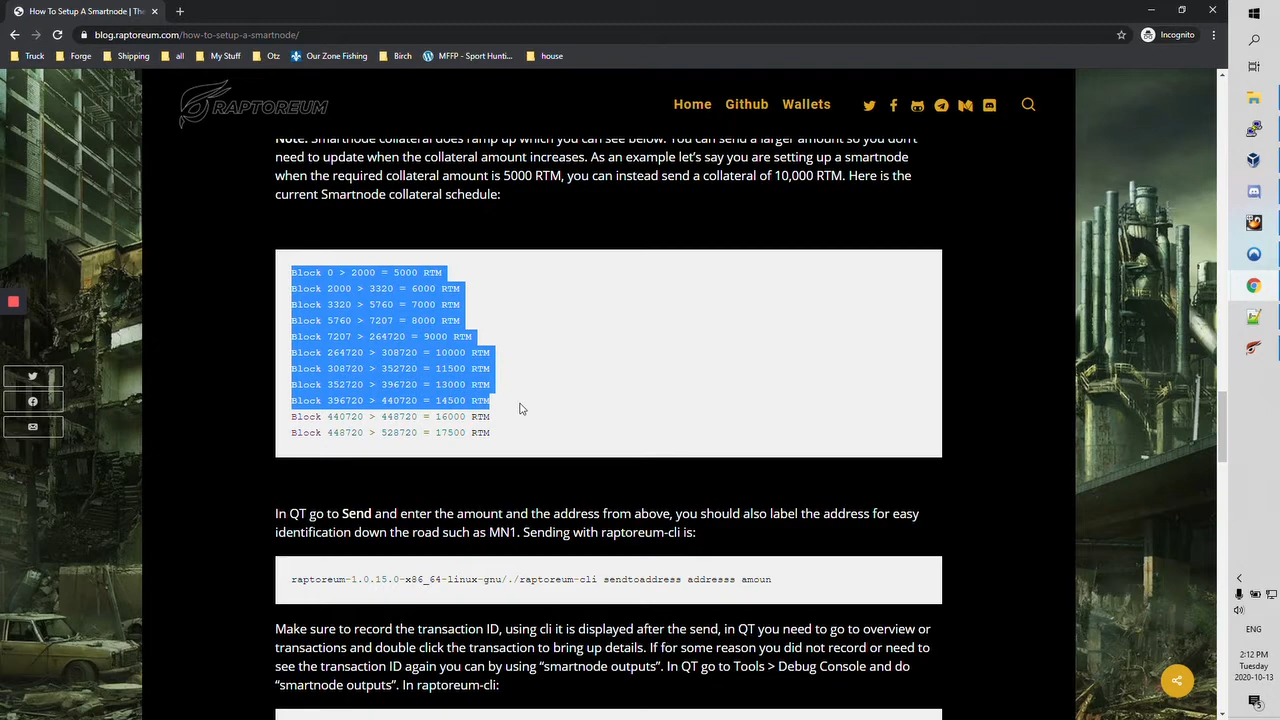 How To Setup A Smartnode | The
blog.raptoreum.com/how-to-setup-a-smartnode/
Incognito
Truck
Forge
Shipping
all
My Stuff
Otz
Our Zone Fishing
Birch
MFFP - Sport Hunti...
house
RAPTOREUM
Home
Github
Wallets
Note: Smartnode collateral does ramp up which you can see below. You can send a larger amount so you don't
need to update when the collateral amount increases. As an example let's say you are setting up a smartnode
when the required collateral amount is 5000 RTM, you can instead send a collateral of 10,000 RTM. Here is the
current Smartnode collateral schedule:
Block 0 > 2000 = 5000 RTM
Block 2000 > 3320 = 6000 RTM
Block 3320 > 5760 = 7000 RTM
Block 5760 > 7207 = 8000 RTM
Block 7207 > 264720 = 9000 RTM
Block 264720 > 308720 = 10000 RTM
Block 308720 > 352720 = 11500 RTM
Block 352720 > 396720 = 13000 RTM
Block 396720 > 440720 = 14500 RTM
Block 440720 > 448720 = 16000 RTM
Block 448720 > 528720 = 17500 RTM
In QT go to Send and enter the amount and the address from above, you should also label the address for easy
identification down the road such as MN1. Sending with raptoreum-cli is:
raptoreum-1.0.15.0-x86_64-linux-gnu/./raptoreum-cli sendtoaddress addresss amoun
Make sure to record the transaction ID, using cli it is displayed after the send, in QT you need to go to overview or
transactions and double click the transaction to bring up details. If for some reason you did not record or need to
see the transaction ID again you can by using “smartnode outputs”. In QT go to Tools > Debug Console and do
“smartnode outputs”. In raptoreum-cli:
ENG
2:12 PM
Tuesday
2020-10-13
5